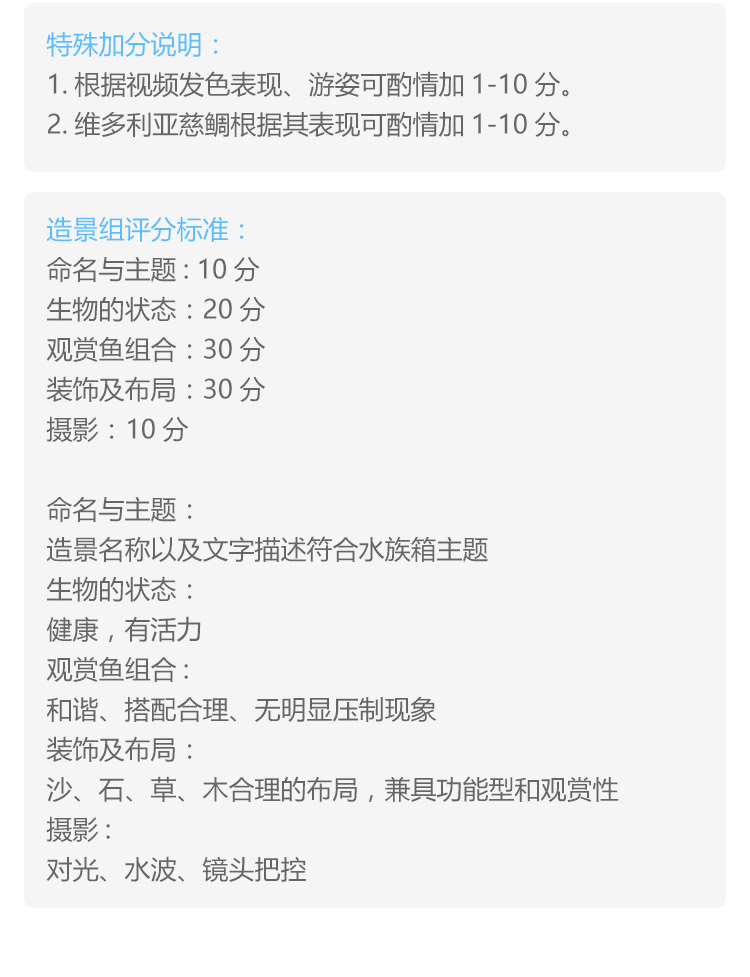 特殊加分说明：
1. 根据视频发色表现、游姿可酌情加 1-10 分。
2. 维多利亚慈鲷根据其表现可酌情加 1-10 分。
造景组评分标准：
命名与主题：10 分
生物的状态：20 分
观赏鱼组合：30 分
装饰及布局：30 分
摄影：10 分
命名与主题：
造景名称以及文字描述符合水族箱主题
生物的状态：
健康，有活力
观赏鱼组合：
和谐、搭配合理、无明显压制现象
装饰及布局：
沙、石、草、木合理的布局，兼具功能型和观赏性
摄影：
对光、水波、镜头把控